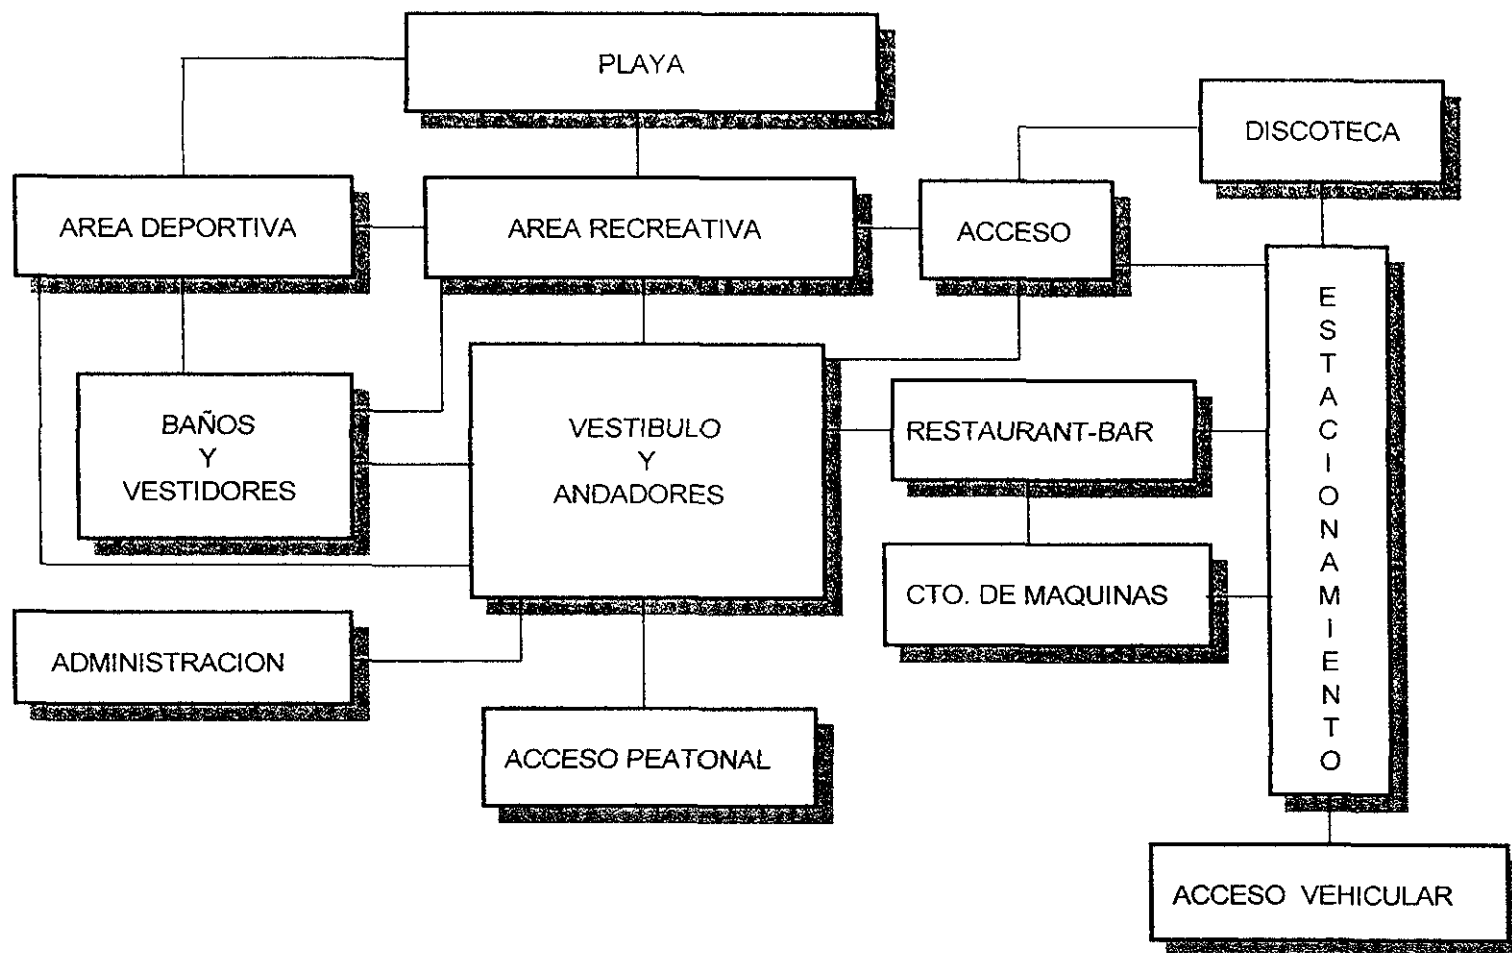 PLAYA
DISCOTECA
AREA DEPORTIVA
AREA RECREATIVA
ACCESO
ESTACIONAMIENTO
BAÑOS
Y
VESTIDORES
VESTIBULO
Y
ANDADORES
RESTAURANT-BAR
CTO. DE MAQUINAS
ADMINISTRACION
ACCESO PEATONAL
ACCESO VEHICULAR